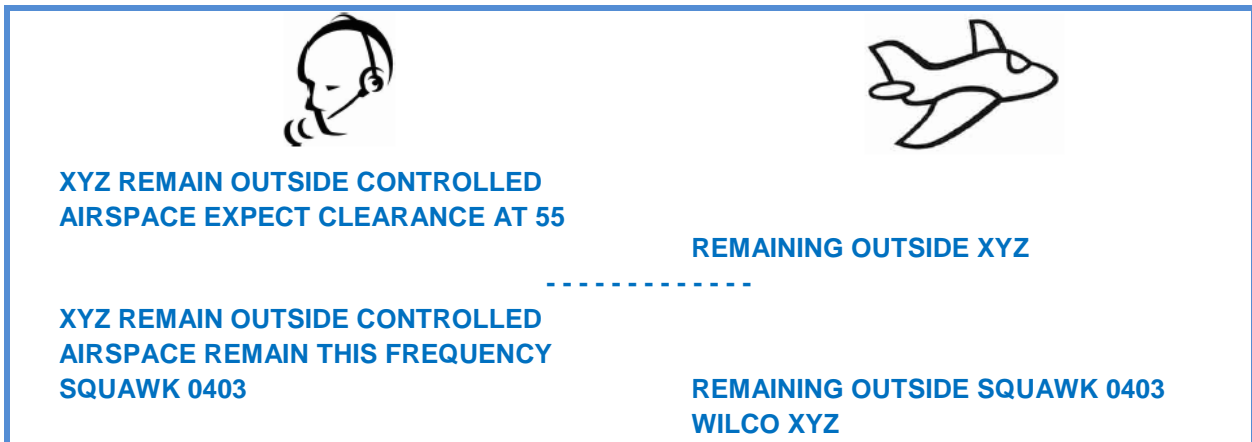 XYZ REMAIN OUTSIDE CONTROLLED
AIRSPACE EXPECT CLEARANCE AT 55
REMAINING OUTSIDE XYZ
- - - - - - - - - - - - -
XYZ REMAIN OUTSIDE CONTROLLED
AIRSPACE REMAIN THIS FREQUENCY
SQUAWK 0403
REMAINING OUTSIDE SQUAWK 0403
WILCO XYZ